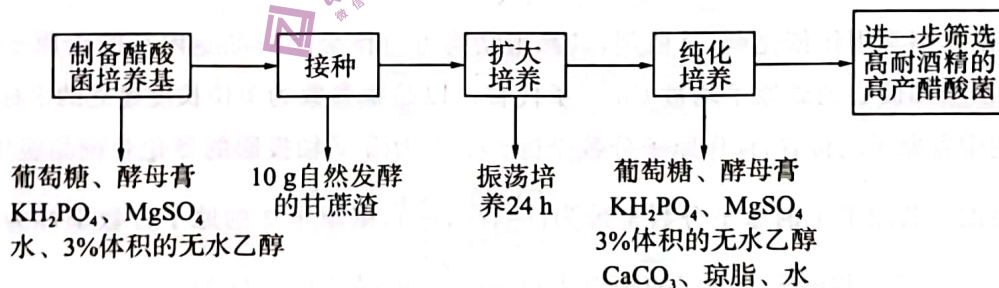 制备醋酸
菌培养基
接种
扩大
培养
纯化
培养
进一步筛选
高耐酒精的
高产醋酸菌
葡萄糖、酵母膏
KH₂PO₄、MgSO₄
水、3%体积的无水乙醇
10 g自然发酵
的甘蔗渣
振荡培
养24 h
葡萄糖、酵母膏
KH₂PO₄、MgSO₄
3%体积的无水乙醇
CaCO₃、琼脂、水